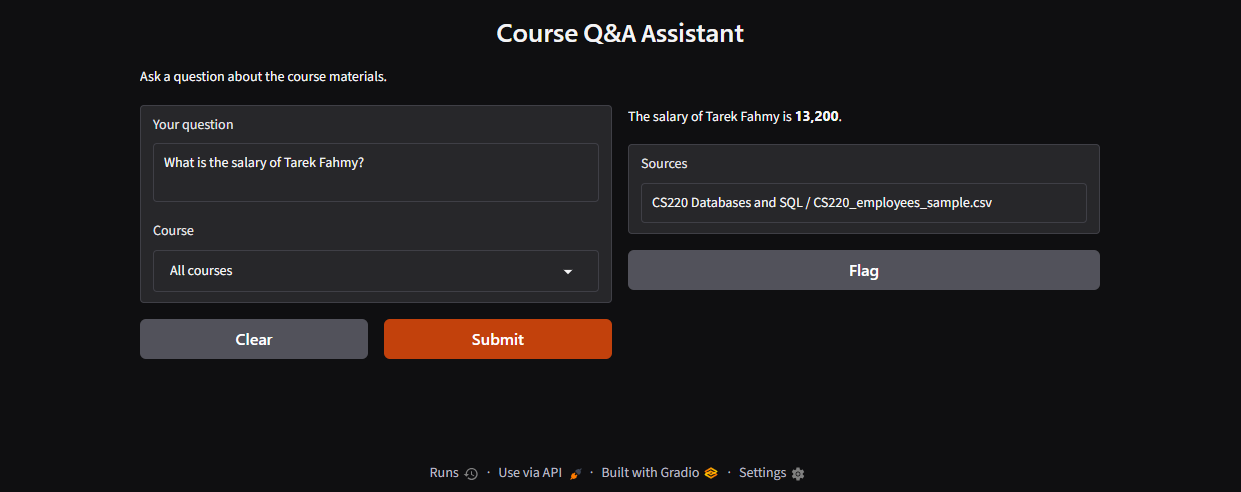 Course Q&A Assistant
Ask a question about the course materials.
Your question
What is the salary of Tarek Fahmy?
Course
All courses
Clear
Submit
The salary of Tarek Fahmy is 13,200.
Sources
CS220 Databases and SQL / CS220_employees_sample.csv
Flag
Runs · Use via API · Built with Gradio · Settings